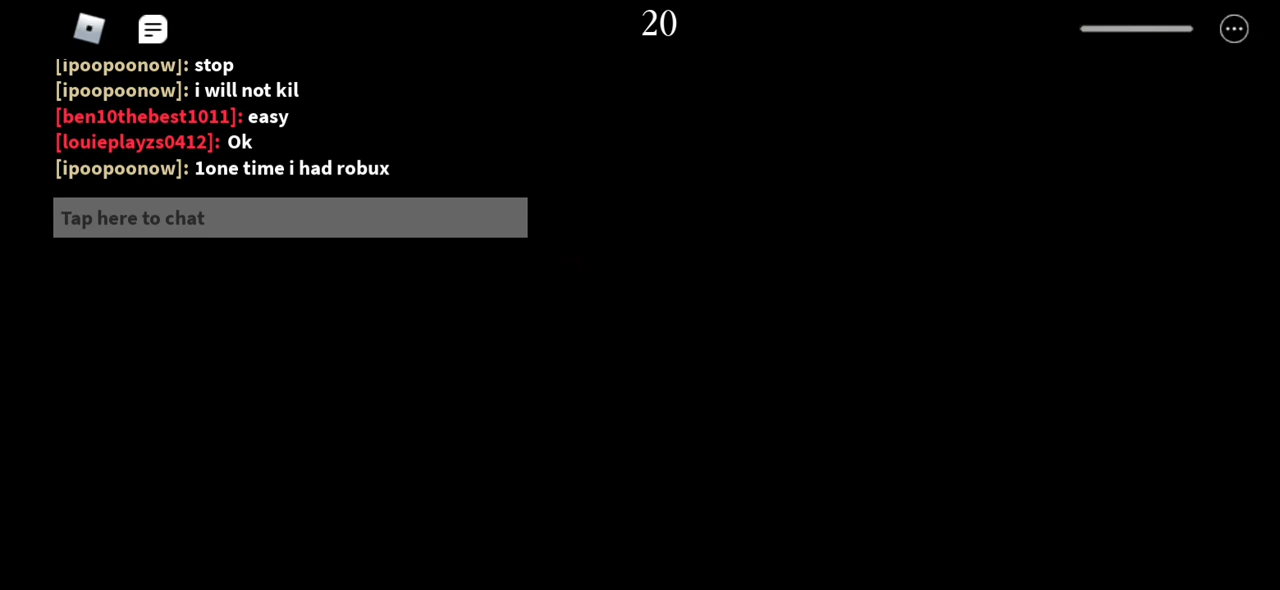 20
[ipoopoonow]: stop
[ipoopoonow]: i will not kil
[ben10thebest1011]: easy
[louieplayzs0412]: Ok
[ipoopoonow]: 1one time i had robux
Tap here to chat